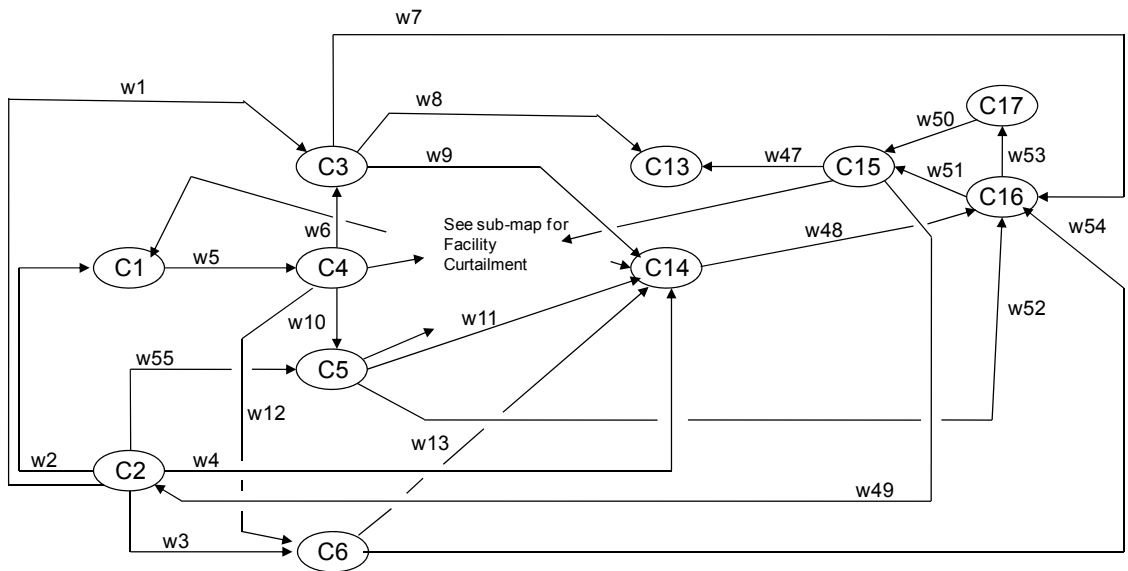 w7
w1
w8
C17
w50
w9
w47
w53
C3
C13
C15
w51
C16
w6
See sub-map for
Facility
Curtailment
w48
w54
w5
C1
C4
C14
w10
w11
w52
w55
C5
w12
w13
w2
C2
w4
w49
w3
C6